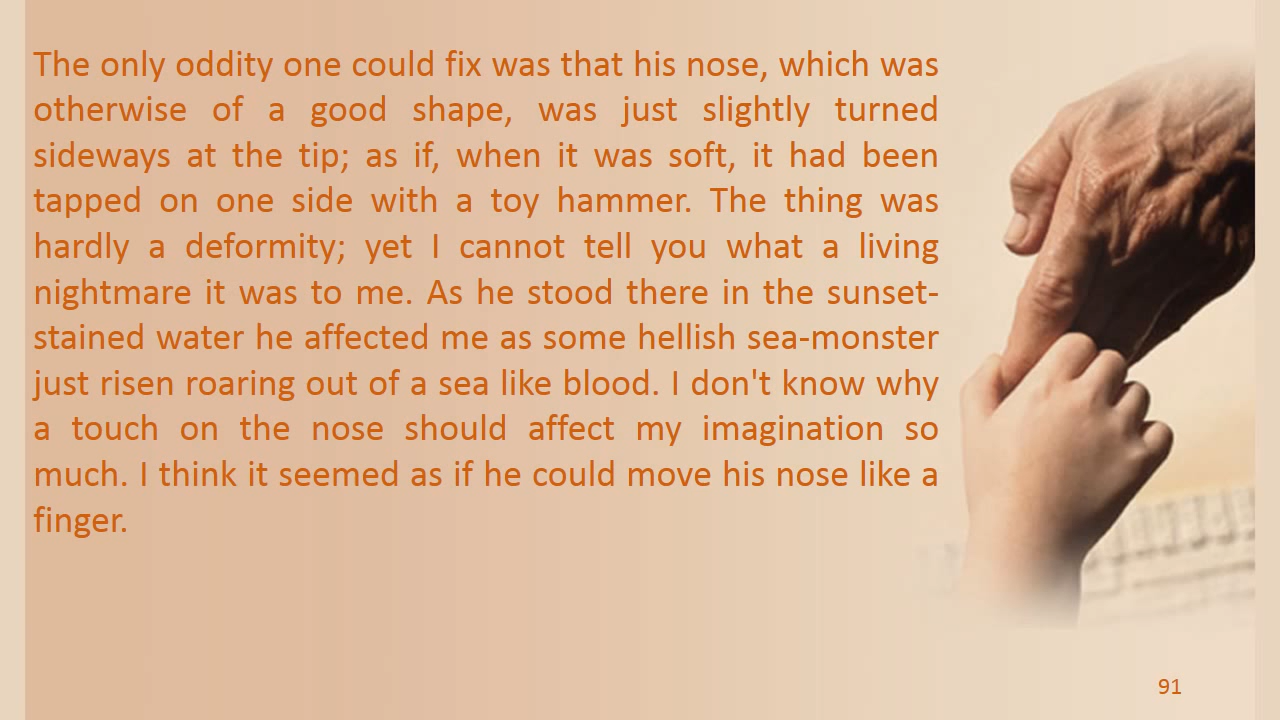 The only oddity one could fix was that his nose, which was
otherwise of a good shape, was just slightly turned
sideways at the tip; as if, when it was soft, it had been
tapped on one side with a toy hammer. The thing was
hardly a deformity; yet I cannot tell you what a living
nightmare it was to me. As he stood there in the sunset-
stained water he affected me as some hellish sea-monster
just risen roaring out of a sea like blood. I don't know why
a touch on the nose should affect my imagination so
much. I think it seemed as if he could move his nose like a
finger.
91